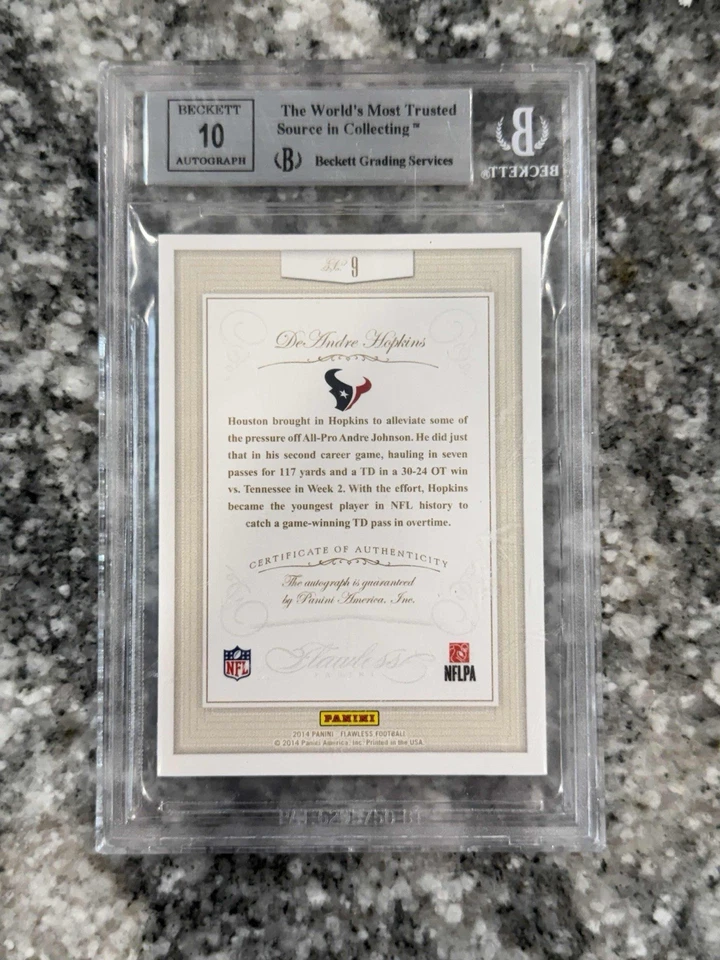 BECKETT
10
AUTOGRAPH
The World's Most Trusted
Source in Collecting™
Beckett Grading Services
BECKETT®
9
DeAndre Hopkins
Houston brought in Hopkins to alleviate some of
the pressure off All-Pro Andre Johnson. He did just
that in his second career game, hauling in seven
passes for 117 yards and a TD in a 30-24 OT win
vs. Tennessee in Week 2. With the effort, Hopkins
became the youngest player in NFL history to
catch a game-winning TD pass in overtime.
CERTIFICATE OF AUTHENTICITY
The autograph is guaranteed
by Panini America, Inc.
NFL
Flawless
PANINI
NFLPA
PANINI
2014 PANINI - FLAWLESS FOOTBALL
© 2014 Panini America, Inc. Printed in the USA.